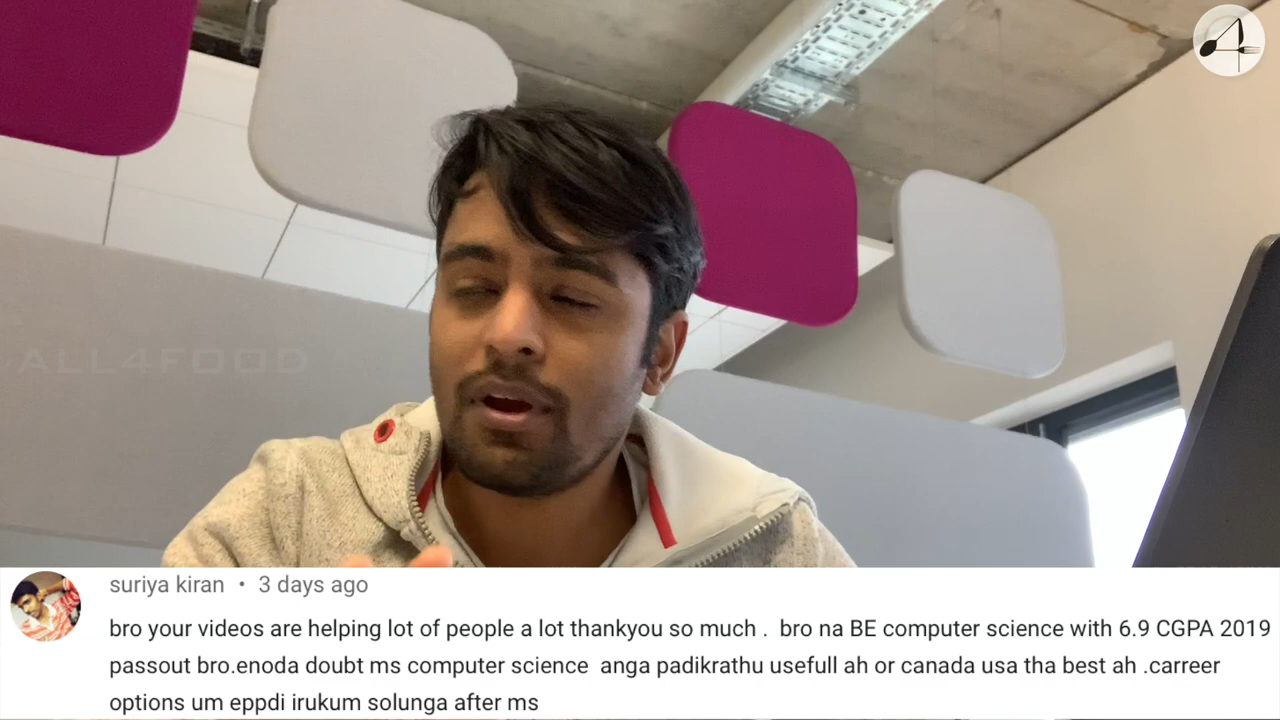 ALL4FOOD
suriya kiran • 3 days ago
bro your videos are helping lot of people a lot thankyou so much . bro na BE computer science with 6.9 CGPA 2019
passout bro.enoda doubt ms computer science anga padikrathu usefull ah or canada usa tha best ah .carreer
options um eppdi irukum solunga after ms